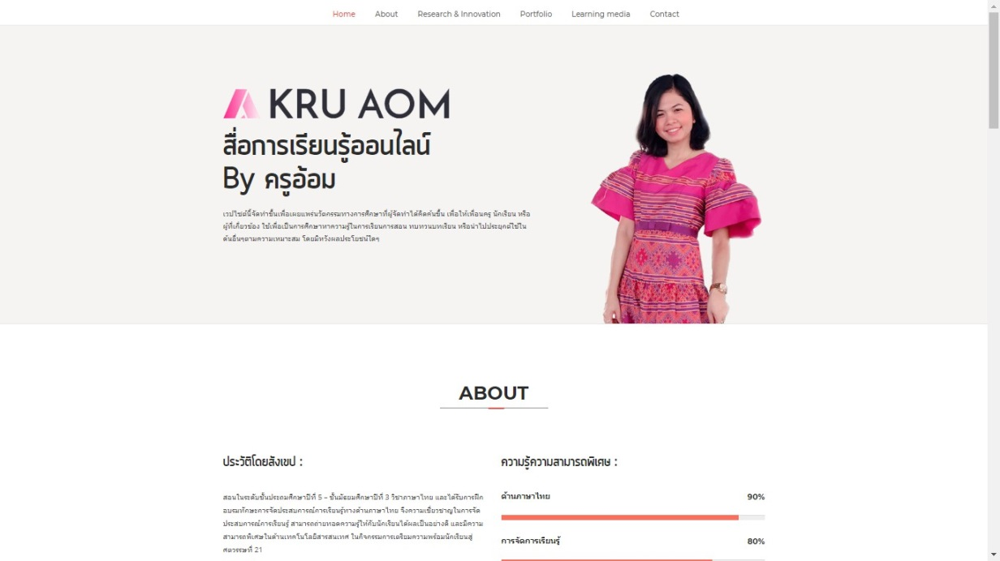 Home About Research & Innovation Portfolio Learning media Contact
KRU AOM
สื่อการเรียนรู้ออนไลน์
By ครูอ้อม
เวปไซต์นี้จัดทำขึ้นเพื่อเผยแพร่นวัตกรรมทางการศึกษาที่ผู้จัดทำได้คิดค้นขึ้น เพื่อให้เพื่อนครู นักเรียน หรือ
ผู้ที่เกี่ยวข้อง ใช้เพื่อเป็นการศึกษาหาความรู้ในการเรียนการสอน ทบทวนบทเรียน หรือนำไปประยุกต์ใช้ใน
ด้นอื่นๆตามความเหมาะสม โดยมิหวังผลประโยชน์ใดๆ
ABOUT
ประวัติโดยสังเขป :
สอนในระดับชั้นประถมศึกษาปีที่ 5 – ชั้นมัธยมศึกษาปีที่ 3 วิชาภาษาไทย และได้รับการฝึก
อบรมทักษะการจัดประสบการณ์การเรียนรู้ทางด้านภาษาไทย จึงความเชี่ยวชาญในการจัด
ประสบการณ์การเรียนรู้ สามารถถ่ายทอดความรู้ให้กับนักเรียนได้ผลเป็นอย่างดี และมีความ
สามารถพิเศษในด้านเทคโนโลยีสารสนเทศ ในกิจกรรมการเตรียมความพร้อมนักเรียนสู่
ศตวรรษที่ 21
ความรู้ความสามารถพิเศษ :
ด้านภาษาไทย 90%
การจัดการเรียนรู้ 80%